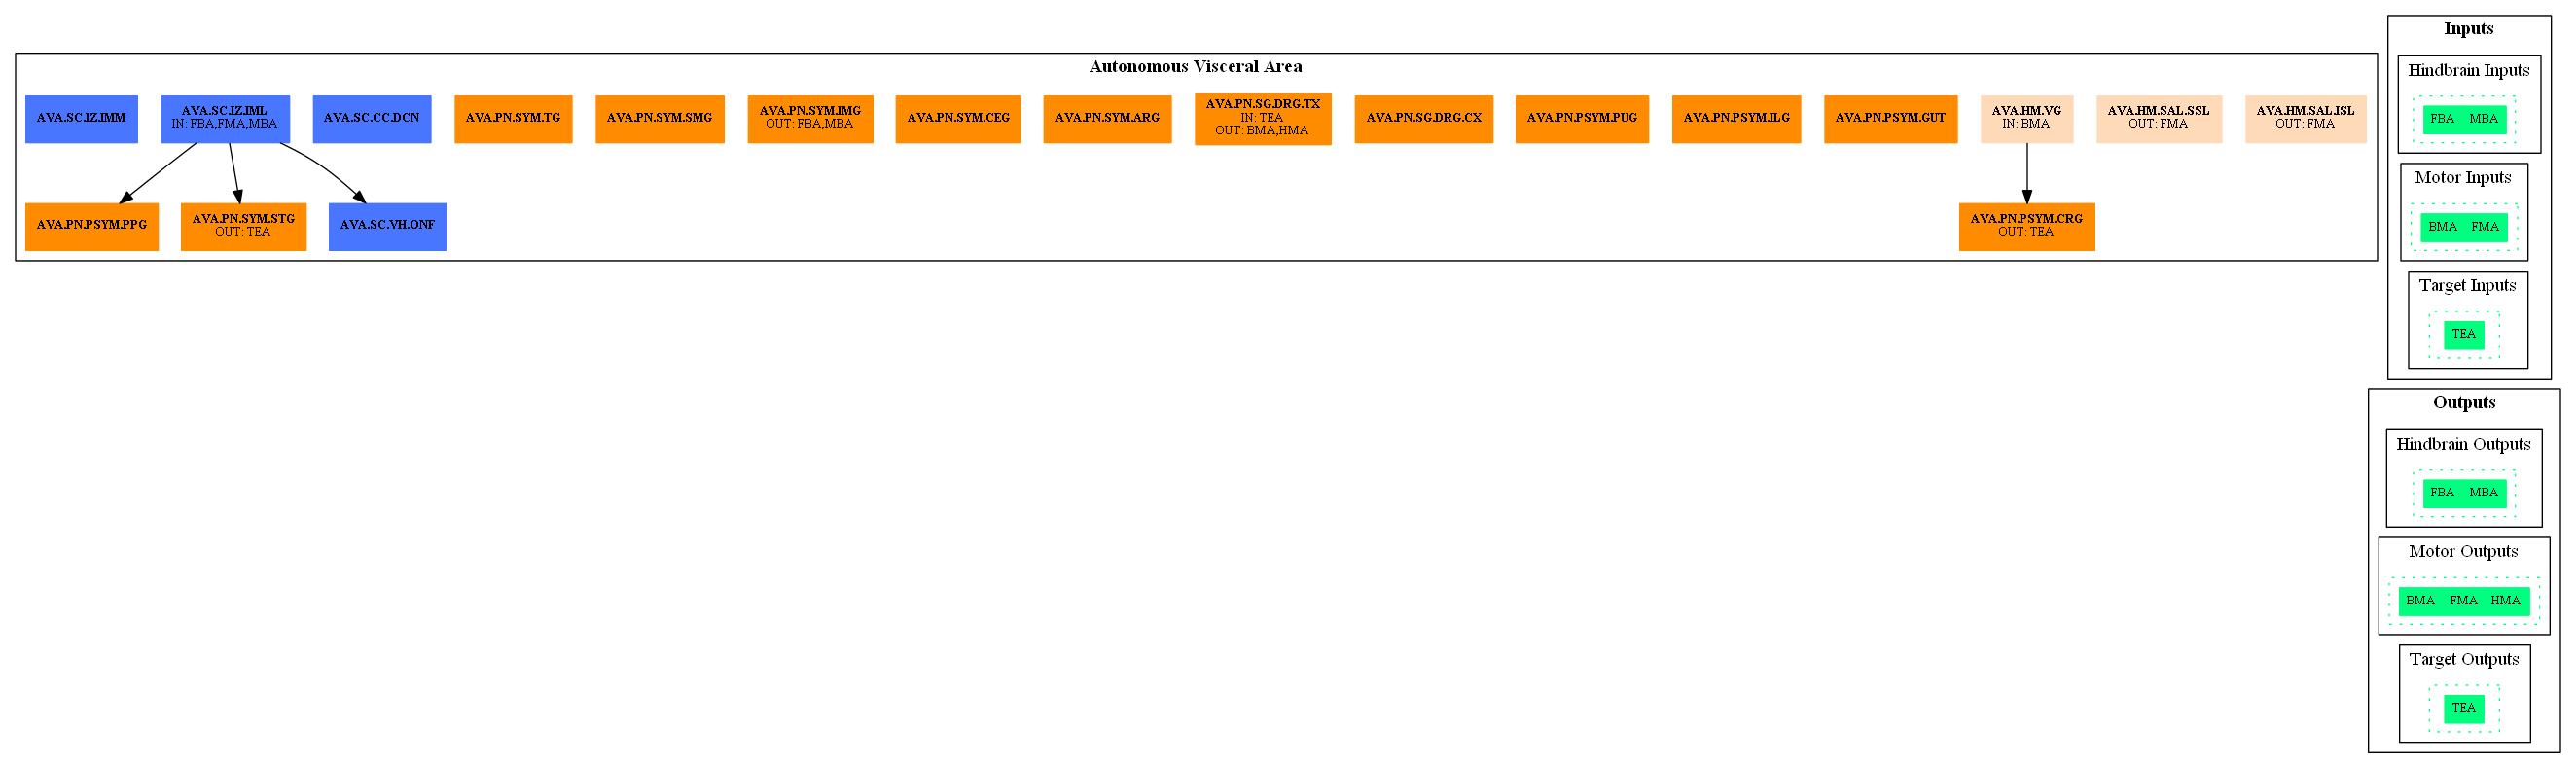 Autonomous Visceral Area
AVA.SC.IZ.IMM
AVA.SC.IZ.IML
IN: FBA,FMA,MBA
AVA.SC.CC.DCN
AVA.PN.SYM.TG
AVA.PN.SYM.SMG
AVA.PN.SYM.IMG
OUT: FBA,MBA
AVA.PN.SYM.CEG
AVA.PN.SYM.ARG
AVA.PN.SG.DRG.TX
IN: TEA
OUT: BMA,HMA
AVA.PN.SG.DRG.CX
AVA.PN.PSYM.PUG
AVA.PN.PSYM.ILG
AVA.PN.PSYM.GUT
AVA.HM.VG
IN: BMA
AVA.HM.SAL.SSL
OUT: FMA
AVA.HM.SAL.ISL
OUT: FMA
AVA.PN.PSYM.PPG
AVA.PN.SYM.STG
OUT: TEA
AVA.SC.VH.ONF
AVA.PN.PSYM.CRG
OUT: TEA
Inputs
Hindbrain Inputs
FBA MBA
Motor Inputs
BMA FMA
Target Inputs
TEA
Outputs
Hindbrain Outputs
FBA MBA
Motor Outputs
BMA FMA HMA
Target Outputs
TEA